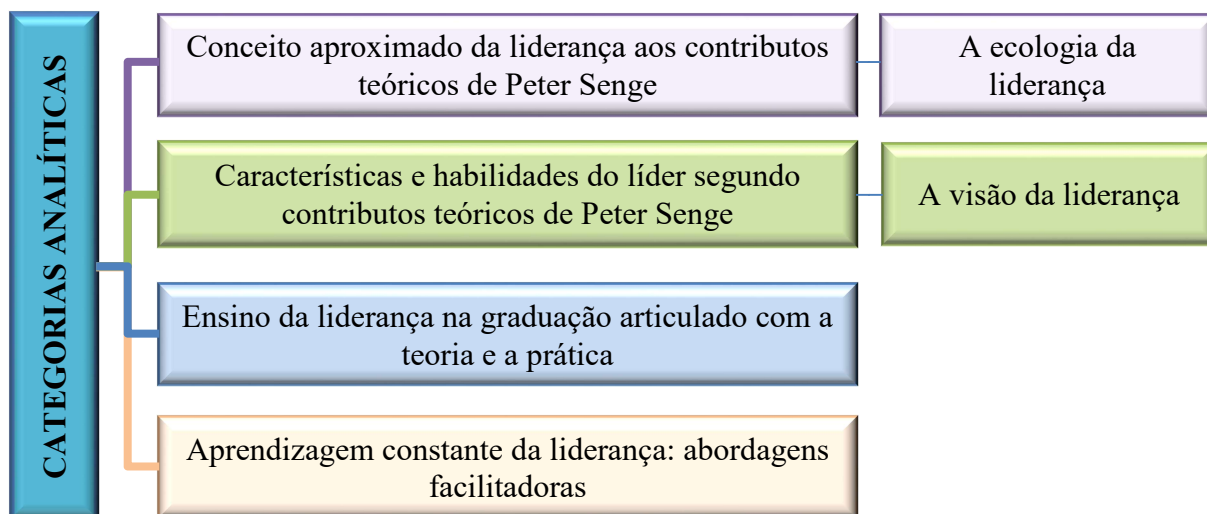 CATEGORIAS ANALÍTICAS
Conceito aproximado da liderança aos contributos
teóricos de Peter Senge
A ecologia da
liderança
Características e habilidades do líder segundo
contributos teóricos de Peter Senge
A visão da liderança
Ensino da liderança na graduação articulado com a
teoria e a prática
Aprendizagem constante da liderança: abordagens
facilitadoras